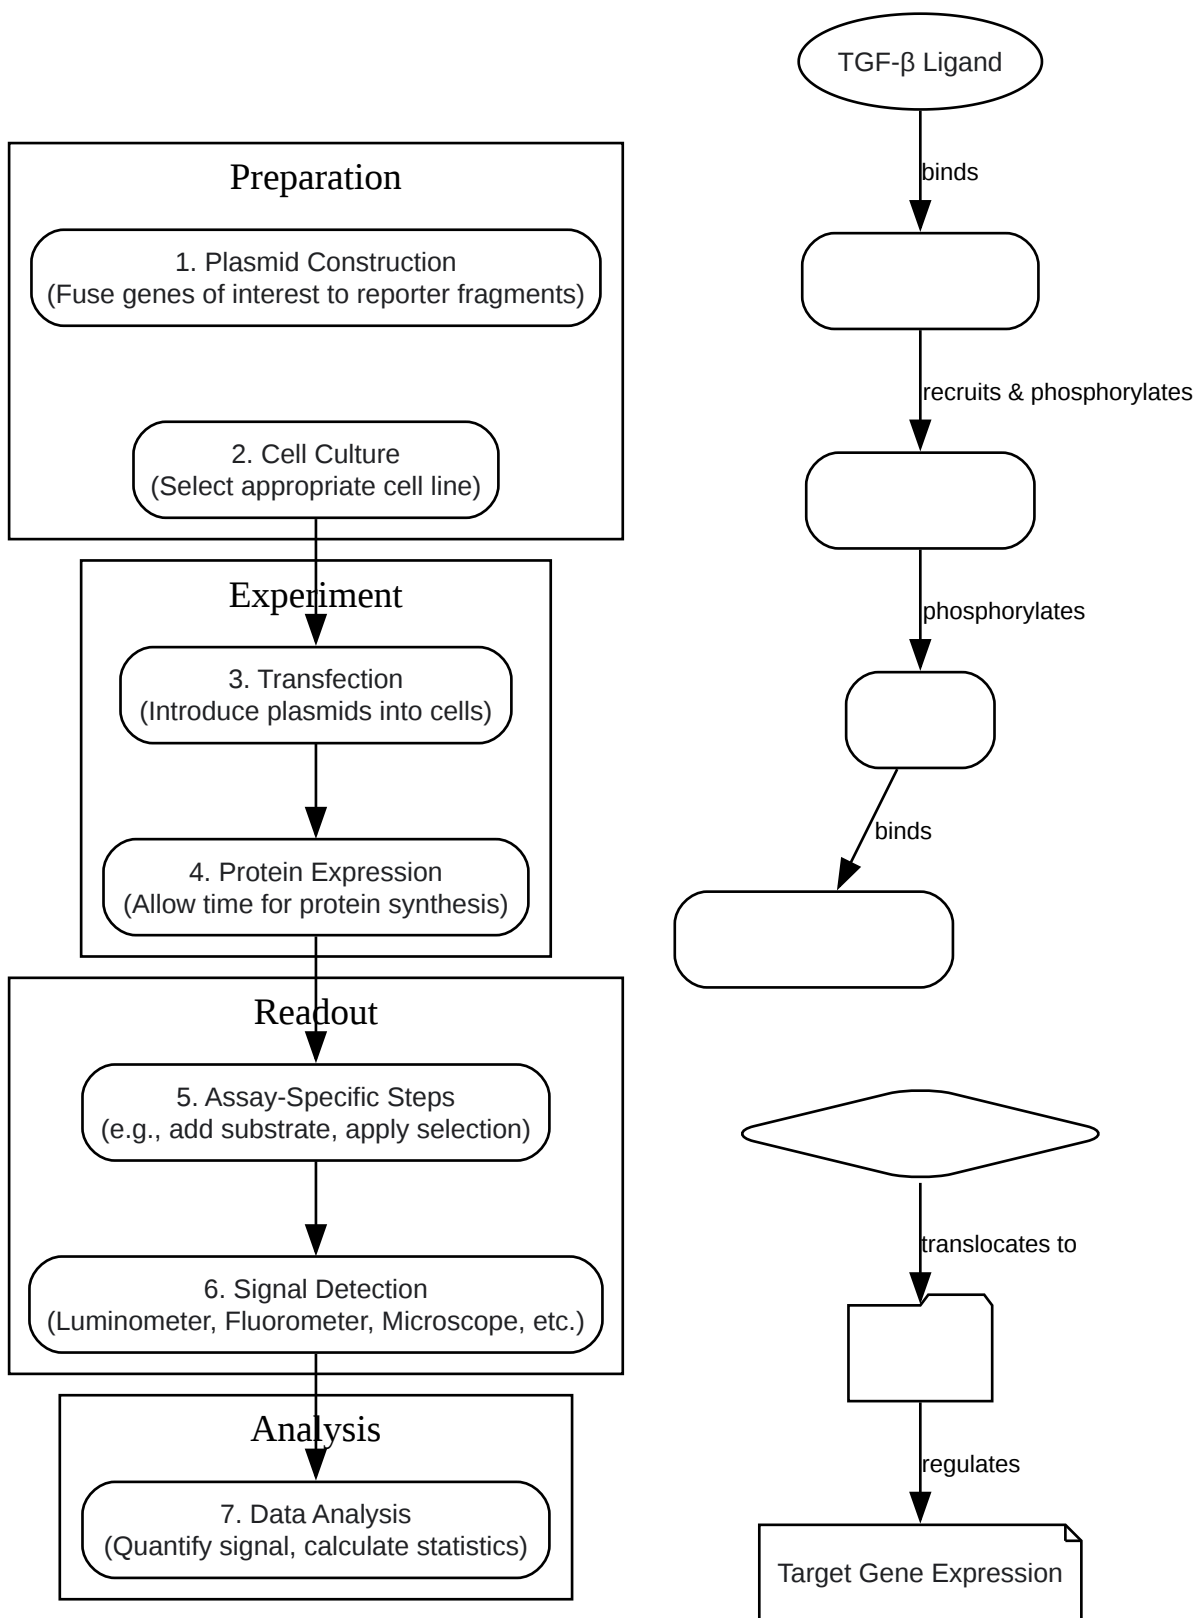 Preparation
1. Plasmid Construction
(Fuse genes of interest to reporter fragments)
2. Cell Culture
(Select appropriate cell line)
Experiment
3. Transfection
(Introduce plasmids into cells)
4. Protein Expression
(Allow time for protein synthesis)
Readout
5. Assay-Specific Steps
(e.g., add substrate, apply selection)
6. Signal Detection
(Luminometer, Fluorometer, Microscope, etc.)
Analysis
7. Data Analysis
(Quantify signal, calculate statistics)
TGF-β Ligand
binds
recruits & phosphorylates
phosphorylates
binds
translocates to
regulates
Target Gene Expression